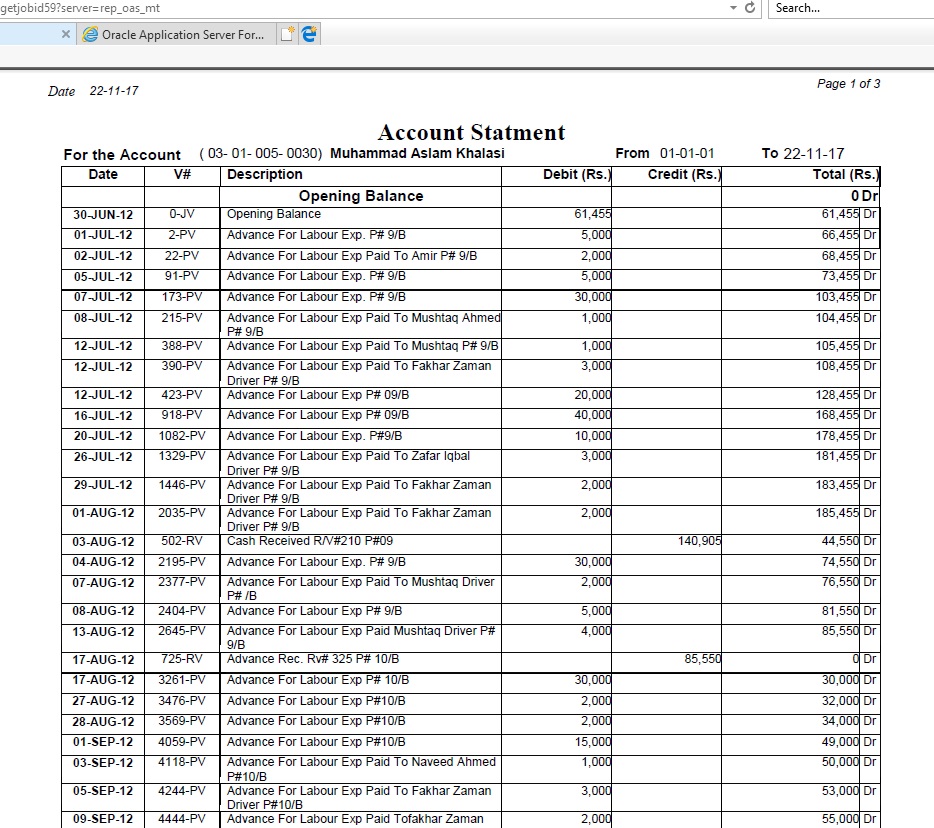 getjobid59?server=rep_oas_mt
Search...
Oracle Application Server For...
Date 22-11-17
Page 1 of 3
Account Statment
For the Account ( 03- 01- 005- 0030) Muhammad Aslam Khalasi From 01-01-01 To 22-11-17
Date V# Description Debit (Rs.) Credit (Rs.) Total (Rs.)
Opening Balance 0 Dr
30-JUN-12 0-JV Opening Balance 61,455 61,455 Dr
01-JUL-12 2-PV Advance For Labour Exp. P# 9/B 5,000 66,455 Dr
02-JUL-12 22-PV Advance For Labour Exp Paid To Amir P# 9/B 2,000 68,455 Dr
05-JUL-12 91-PV Advance For Labour Exp. P# 9/B 5,000 73,455 Dr
07-JUL-12 173-PV Advance For Labour Exp. P# 9/B 30,000 103,455 Dr
08-JUL-12 215-PV Advance For Labour Exp Paid To Mushtaq Ahmed 1,000 104,455 Dr
P# 9/B
12-JUL-12 388-PV Advance For Labour Exp Paid To Mushtaq P# 9/B 1,000 105,455 Dr
12-JUL-12 390-PV Advance For Labour Exp Paid To Fakhar Zaman 3,000 108,455 Dr
Driver P# 9/B
12-JUL-12 423-PV Advance For Labour Exp P# 09/B 20,000 128,455 Dr
16-JUL-12 918-PV Advance For Labour Exp P# 09/B 40,000 168,455 Dr
20-JUL-12 1082-PV Advance For Labour Exp. P#9/B 10,000 178,455 Dr
26-JUL-12 1329-PV Advance For Labour Exp Paid To Zafar Iqbal 3,000 181,455 Dr
Driver P# 9/B
29-JUL-12 1446-PV Advance For Labour Exp Paid To Fakhar Zaman 2,000 183,455 Dr
Driver P# 9/B
01-AUG-12 2035-PV Advance For Labour Exp Paid To Fakhar Zaman 2,000 185,455 Dr
Driver P# 9/B
03-AUG-12 502-RV Cash Received R/V#210 P#09 140,905 44,550 Dr
04-AUG-12 2195-PV Advance For Labour Exp. P# 9/B 30,000 74,550 Dr
07-AUG-12 2377-PV Advance For Labour Exp Paid To Mushtaq Driver 2,000 76,550 Dr
P# /B
08-AUG-12 2404-PV Advance For Labour Exp P# 9/B 5,000 81,550 Dr
13-AUG-12 2645-PV Advance For Labour Exp Paid Mushtaq Driver P# 4,000 85,550 Dr
9/B
17-AUG-12 725-RV Advance Rec. Rv# 325 P# 10/B 85,550 0 Dr
17-AUG-12 3261-PV Advance For Labour Exp P# 10/B 30,000 30,000 Dr
27-AUG-12 3476-PV Advance For Labour Exp P#10/B 2,000 32,000 Dr
28-AUG-12 3569-PV Advance For Labour Exp P#10/B 2,000 34,000 Dr
01-SEP-12 4059-PV Advance For Labour Exp P#10/B 15,000 49,000 Dr
03-SEP-12 4118-PV Advance For Labour Exp Paid To Naveed Ahmed 1,000 50,000 Dr
P#10/B
05-SEP-12 4244-PV Advance For Labour Exp Paid To Fakhar Zaman 3,000 53,000 Dr
Driver P#10/B
09-SEP-12 4444-PV Advance For Labour Exp Paid Tofakhar Zaman 2,000 55,000 Dr